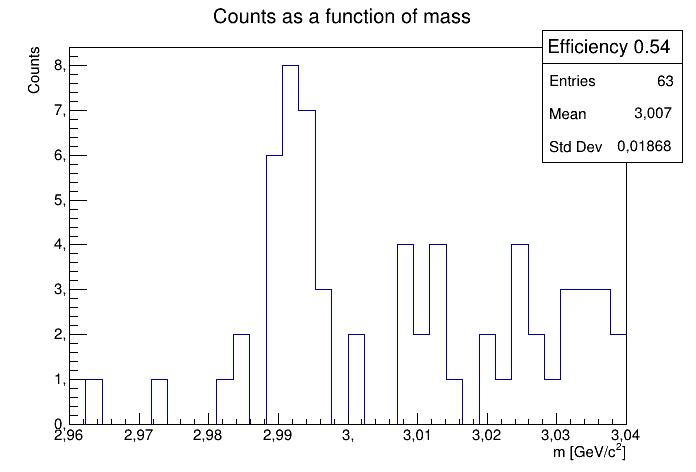 Counts as a function of mass
Efficiency 0.54
Entries 63
Mean 3,007
Std Dev 0,01868
Counts
8,
7,
6,
5,
4,
3,
2,
1,
0,
2,96 2,97 2,98 2,99 3, 3,01 3,02 3,03 3,04
m [GeV/c²]